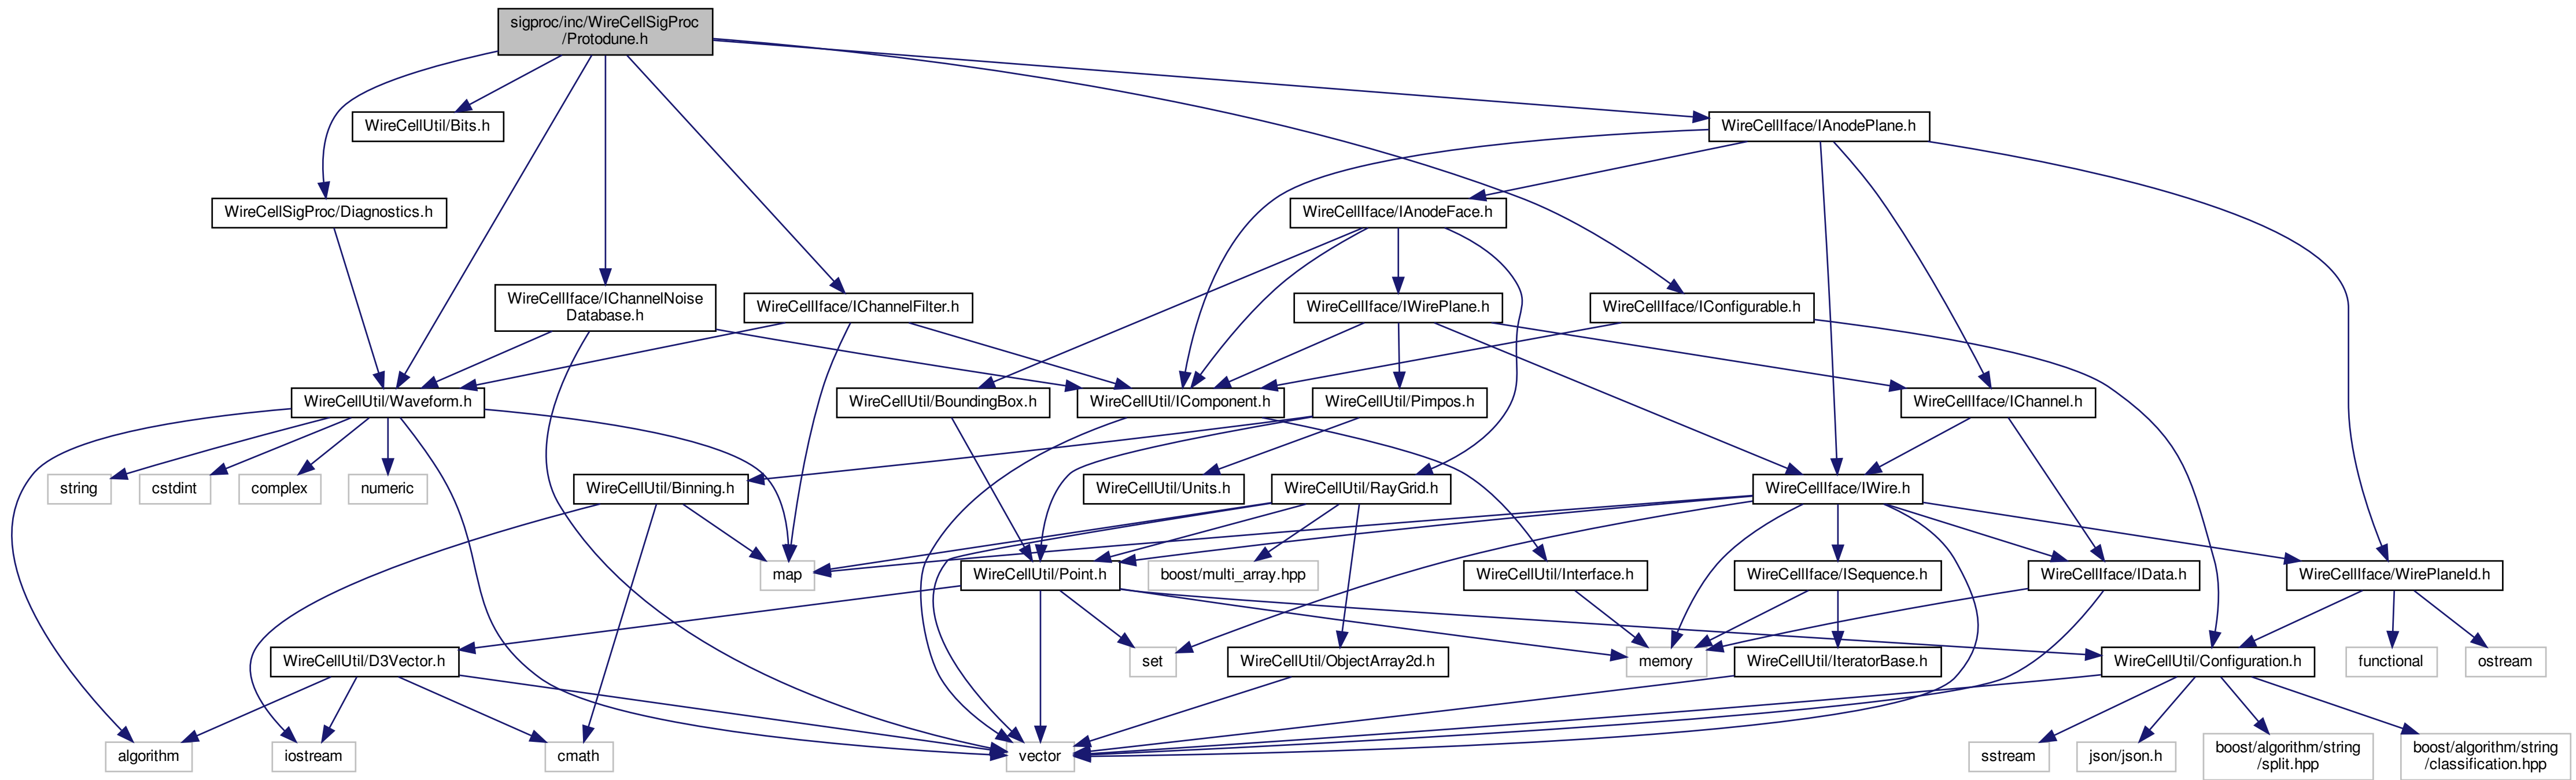 sigproc/inc/WireCellSigProc
/Protodune.h
WireCellUtil/Bits.h
WireCellIface/IAnodePlane.h
WireCellSigProc/Diagnostics.h
WireCellIface/IAnodeFace.h
WireCellIface/IChannelNoise
Database.h
WireCellIface/IChannelFilter.h
WireCellIface/IWirePlane.h
WireCellIface/IConfigurable.h
WireCellUtil/Waveform.h
WireCellUtil/BoundingBox.h
WireCellUtil/IComponent.h
WireCellUtil/Pimpos.h
WireCellIface/IChannel.h
string
cstdint
complex
numeric
WireCellUtil/Binning.h
WireCellUtil/Units.h
WireCellUtil/RayGrid.h
WireCellIface/IWire.h
map
WireCellUtil/Point.h
boost/multi_array.hpp
WireCellUtil/Interface.h
WireCellIface/ISequence.h
WireCellIface/IData.h
WireCellIface/WirePlaneId.h
WireCellUtil/D3Vector.h
set
WireCellUtil/ObjectArray2d.h
memory
WireCellUtil/IteratorBase.h
WireCellUtil/Configuration.h
functional
ostream
algorithm
iostream
cmath
vector
sstream
json/json.h
boost/algorithm/string
/split.hpp
boost/algorithm/string
/classification.hpp